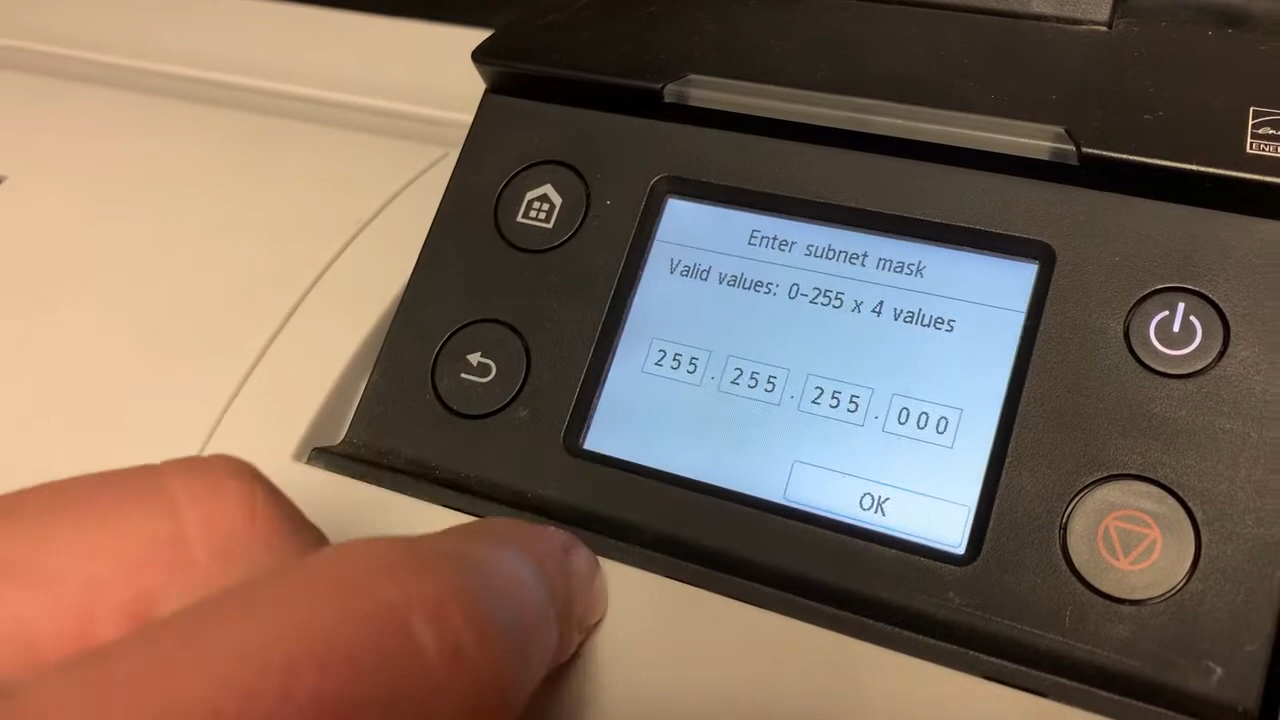 Enter subnet mask
Valid values: 0-255 x 4 values
255 . 255 . 255 . 000
OK